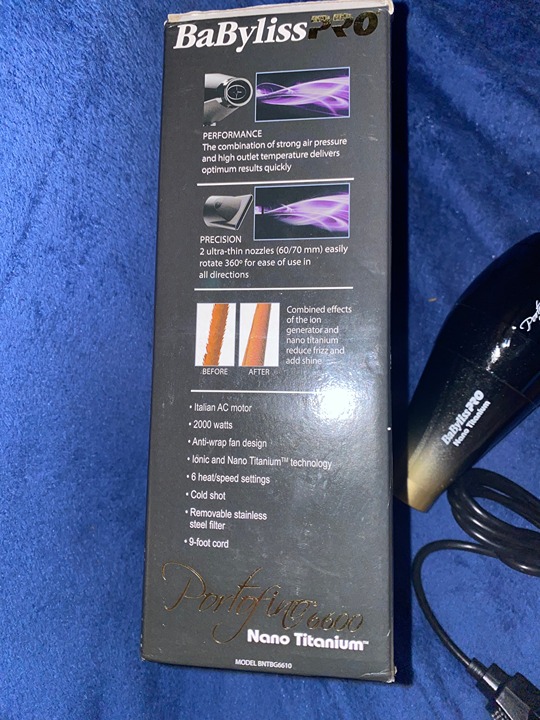 BaBylissPRO
PERFORMANCE
The combination of strong air pressure
and high outlet temperature delivers
optimum results quickly
PRECISION
2 ultra-thin nozzles (60/70 mm) easily
rotate 360º for ease of use in
all directions
Combined effects
of the ion
generator and
nano titanium
reduce frizz and
add shine
BEFORE AFTER
• Italian AC motor
• 2000 watts
• Anti-wrap fan design
• Ionic and Nano Titanium™ technology
• 6 heat/speed settings
• Cold shot
• Removable stainless
steel filter
• 9-foot cord
Portofino 6600
Nano Titanium™
MODEL BNTBG6610
BaBylissPRO
Nano Titanium